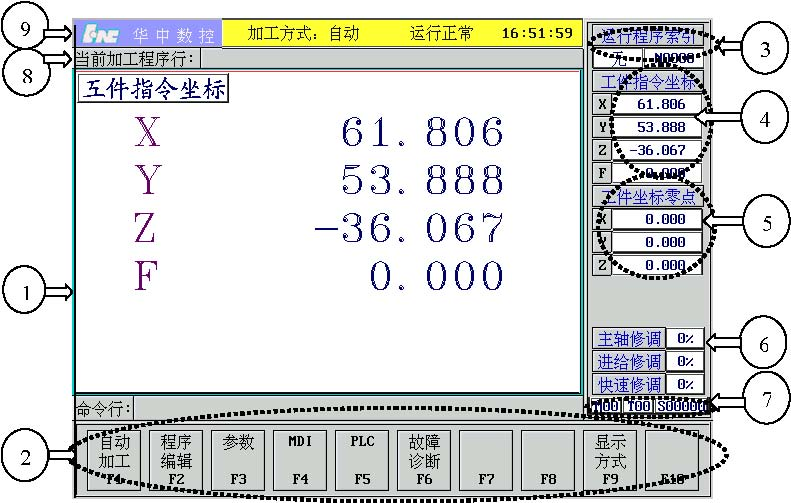 9
华中数控 加工方式：自动 运行正常 16:51:59
8
当前加工程序行：
运行程序索引
3
无 N0000
工件指令坐标
工件指令坐标
X 61.806
Y 53.888
Z -36.067
F 0.000
X 61.806
Y 53.888
Z -36.067
F 0.000
4
工件坐标零点
X 0.000
Y 0.000
Z 0.000
5
1
主轴修调 0%
进给修调 0%
快速修调 0%
6
命令行：
T00 T00 S00000
7
2
自动加工 F1
程序编辑 F2
参数 F3
MDI F4
PLC F5
故障诊断 F6
F7
F8
显示方式 F9
F10